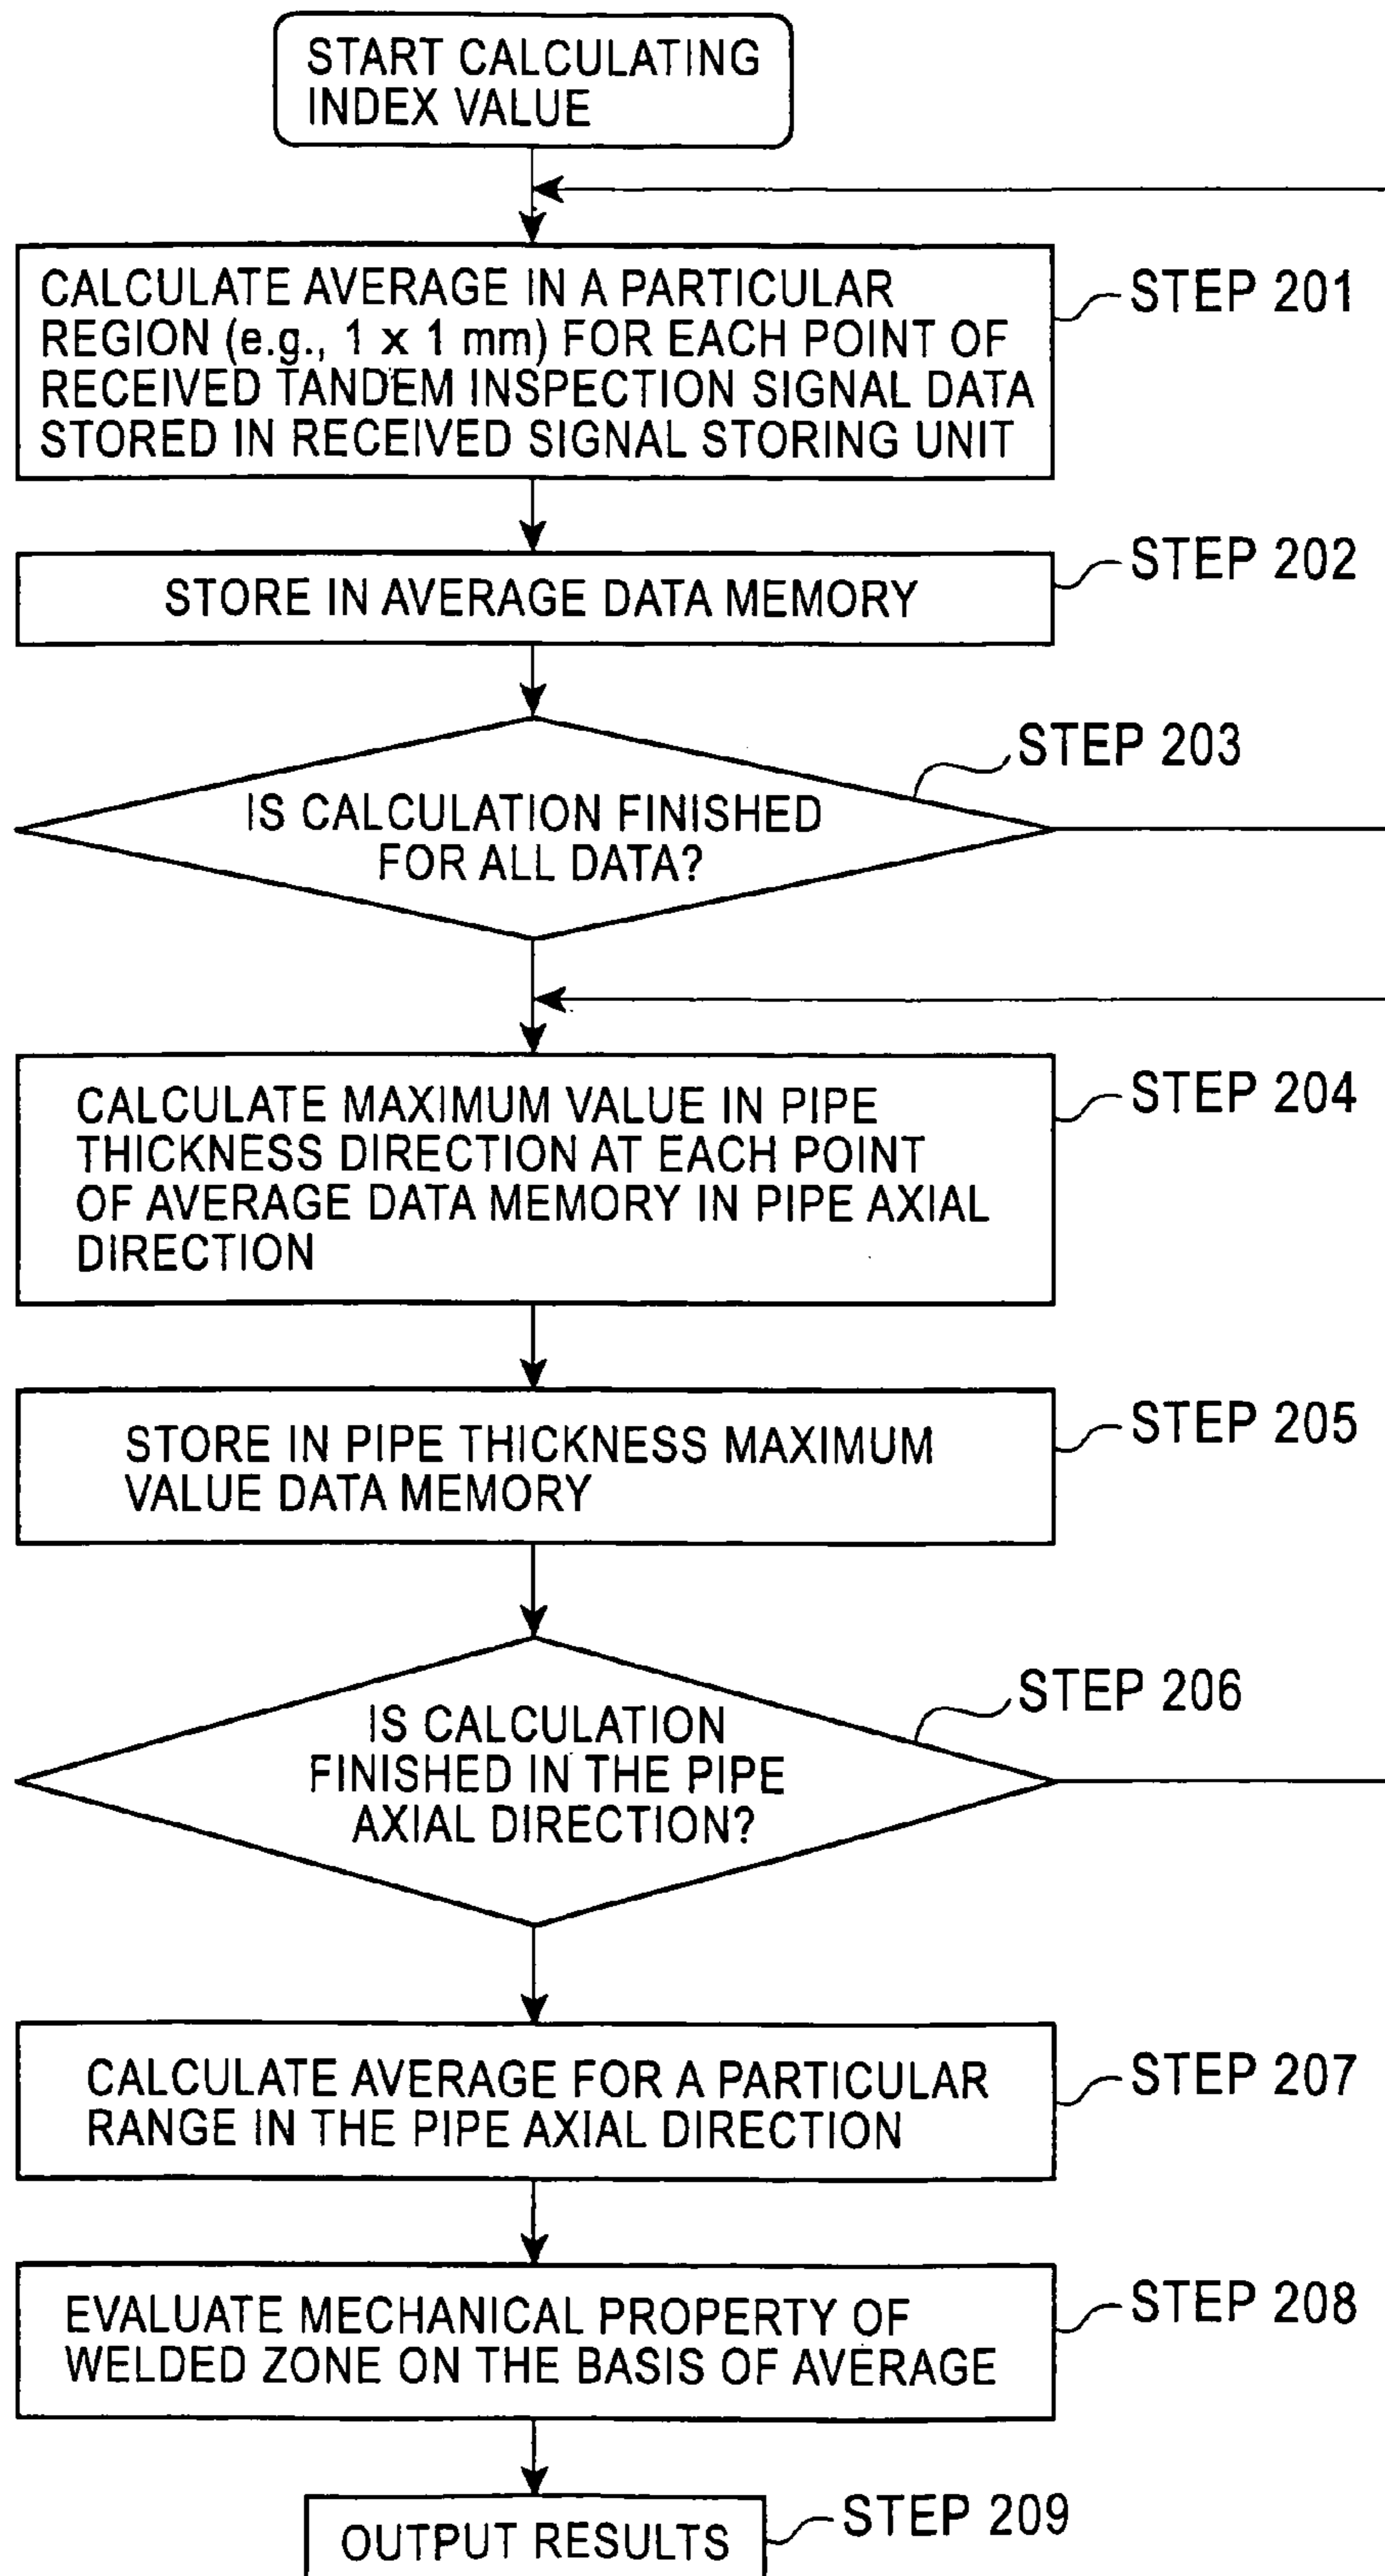 START CALCULATING
INDEX VALUE
CALCULATE AVERAGE IN A PARTICULAR
REGION (e.g., 1 x 1 mm) FOR EACH POINT OF
RECEIVED TANDEM INSPECTION SIGNAL DATA
STORED IN RECEIVED SIGNAL STORING UNIT
STEP 201
STORE IN AVERAGE DATA MEMORY
STEP 202
IS CALCULATION FINISHED
FOR ALL DATA?
STEP 203
CALCULATE MAXIMUM VALUE IN PIPE
THICKNESS DIRECTION AT EACH POINT
OF AVERAGE DATA MEMORY IN PIPE AXIAL
DIRECTION
STEP 204
STORE IN PIPE THICKNESS MAXIMUM
VALUE DATA MEMORY
STEP 205
IS CALCULATION
FINISHED IN THE PIPE
AXIAL DIRECTION?
STEP 206
CALCULATE AVERAGE FOR A PARTICULAR
RANGE IN THE PIPE AXIAL DIRECTION
STEP 207
EVALUATE MECHANICAL PROPERTY OF
WELDED ZONE ON THE BASIS OF AVERAGE
STEP 208
OUTPUT RESULTS
STEP 209